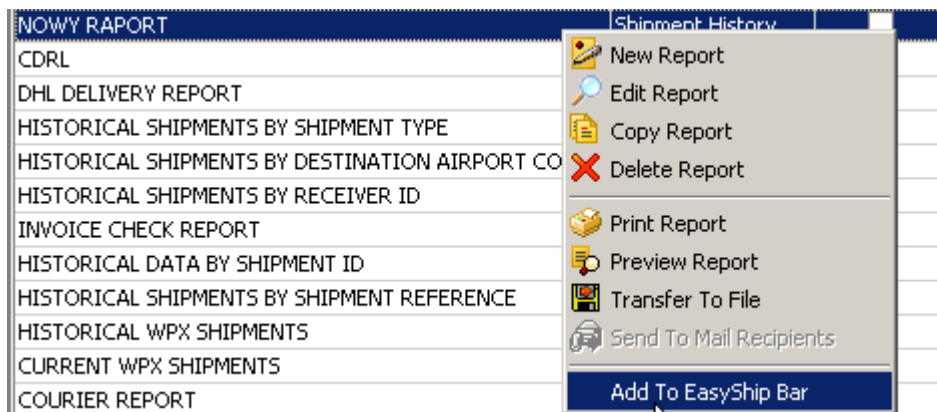 NOWY RAPORT Shipment History
CDRL
DHL DELIVERY REPORT
HISTORICAL SHIPMENTS BY SHIPMENT TYPE
HISTORICAL SHIPMENTS BY DESTINATION AIRPORT CO
HISTORICAL SHIPMENTS BY RECEIVER ID
INVOICE CHECK REPORT
HISTORICAL DATA BY SHIPMENT ID
HISTORICAL SHIPMENTS BY SHIPMENT REFERENCE
HISTORICAL WPX SHIPMENTS
CURRENT WPX SHIPMENTS
COURIER REPORT
New Report
Edit Report
Copy Report
Delete Report
Print Report
Preview Report
Transfer To File
Send To Mail Recipients
Add To EasyShip Bar